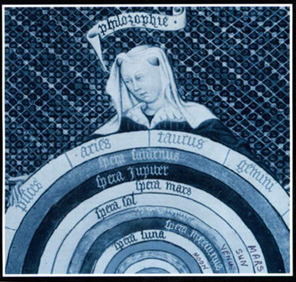 philozophie
pisces
aries
taurus
gemini
spera saturnus
spera Jupiter
spera mars
spera sol
spera mercurius
spera luna
MOON
VENUS
SUN
MARS